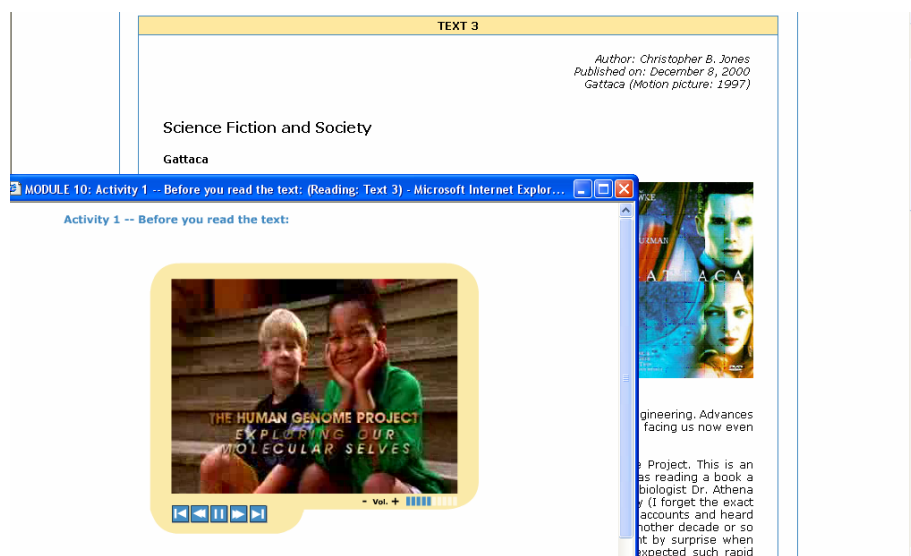 TEXT 3
Author: Christopher B. Jones
Published on: December 8, 2000
Gattaca (Motion picture: 1997)
Science Fiction and Society
Gattaca
MODULE 10: Activity 1 -- Before you read the text: (Reading: Text 3) - Microsoft Internet Explor...
Activity 1 -- Before you read the text:
THE HUMAN GENOME PROJECT
EXPLORING OUR
MOLECULAR SELVES
- Vol. +
GATTACA
gineering. Advances
facing us now even
Project. This is an
as reading a book a
biologist Dr. Athena
(I forget the exact
accounts and heard
nother decade or so
nt by surprise when
expected such rapid